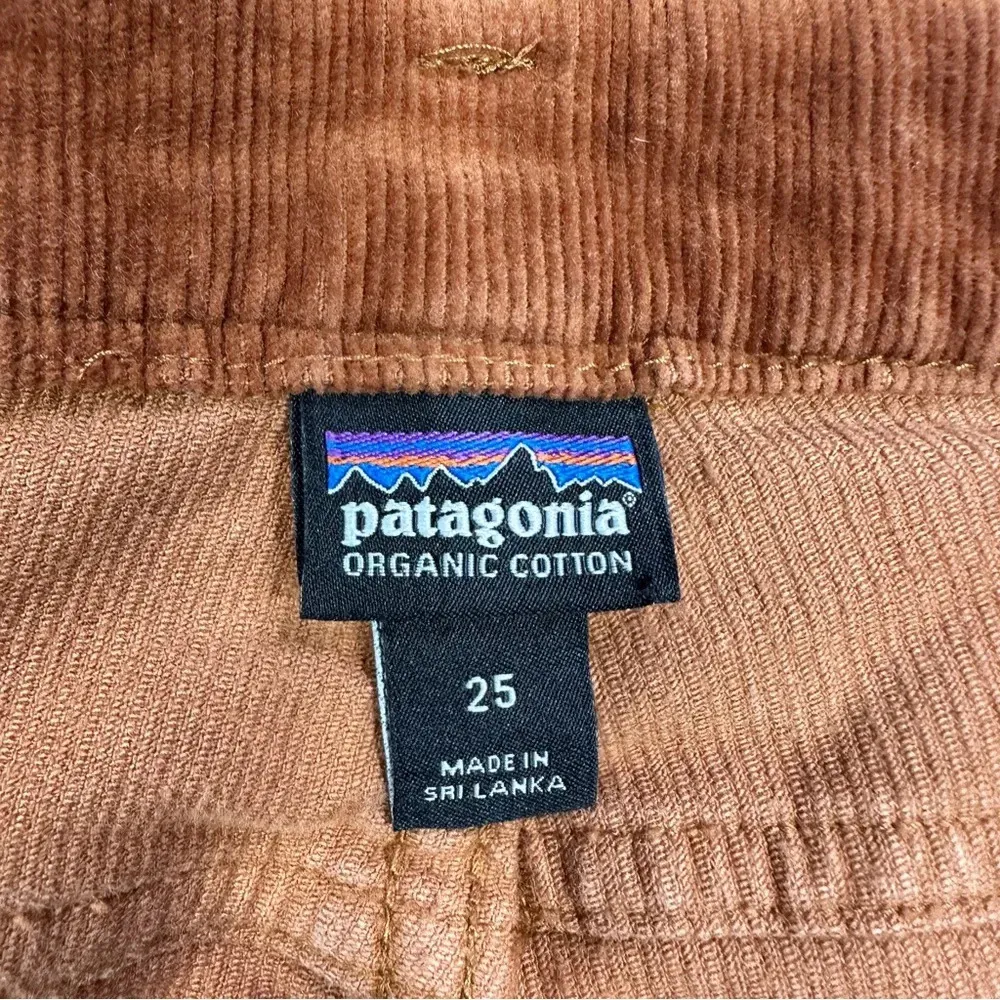 patagonia®
ORGANIC COTTON
25
MADE IN
SRI LANKA